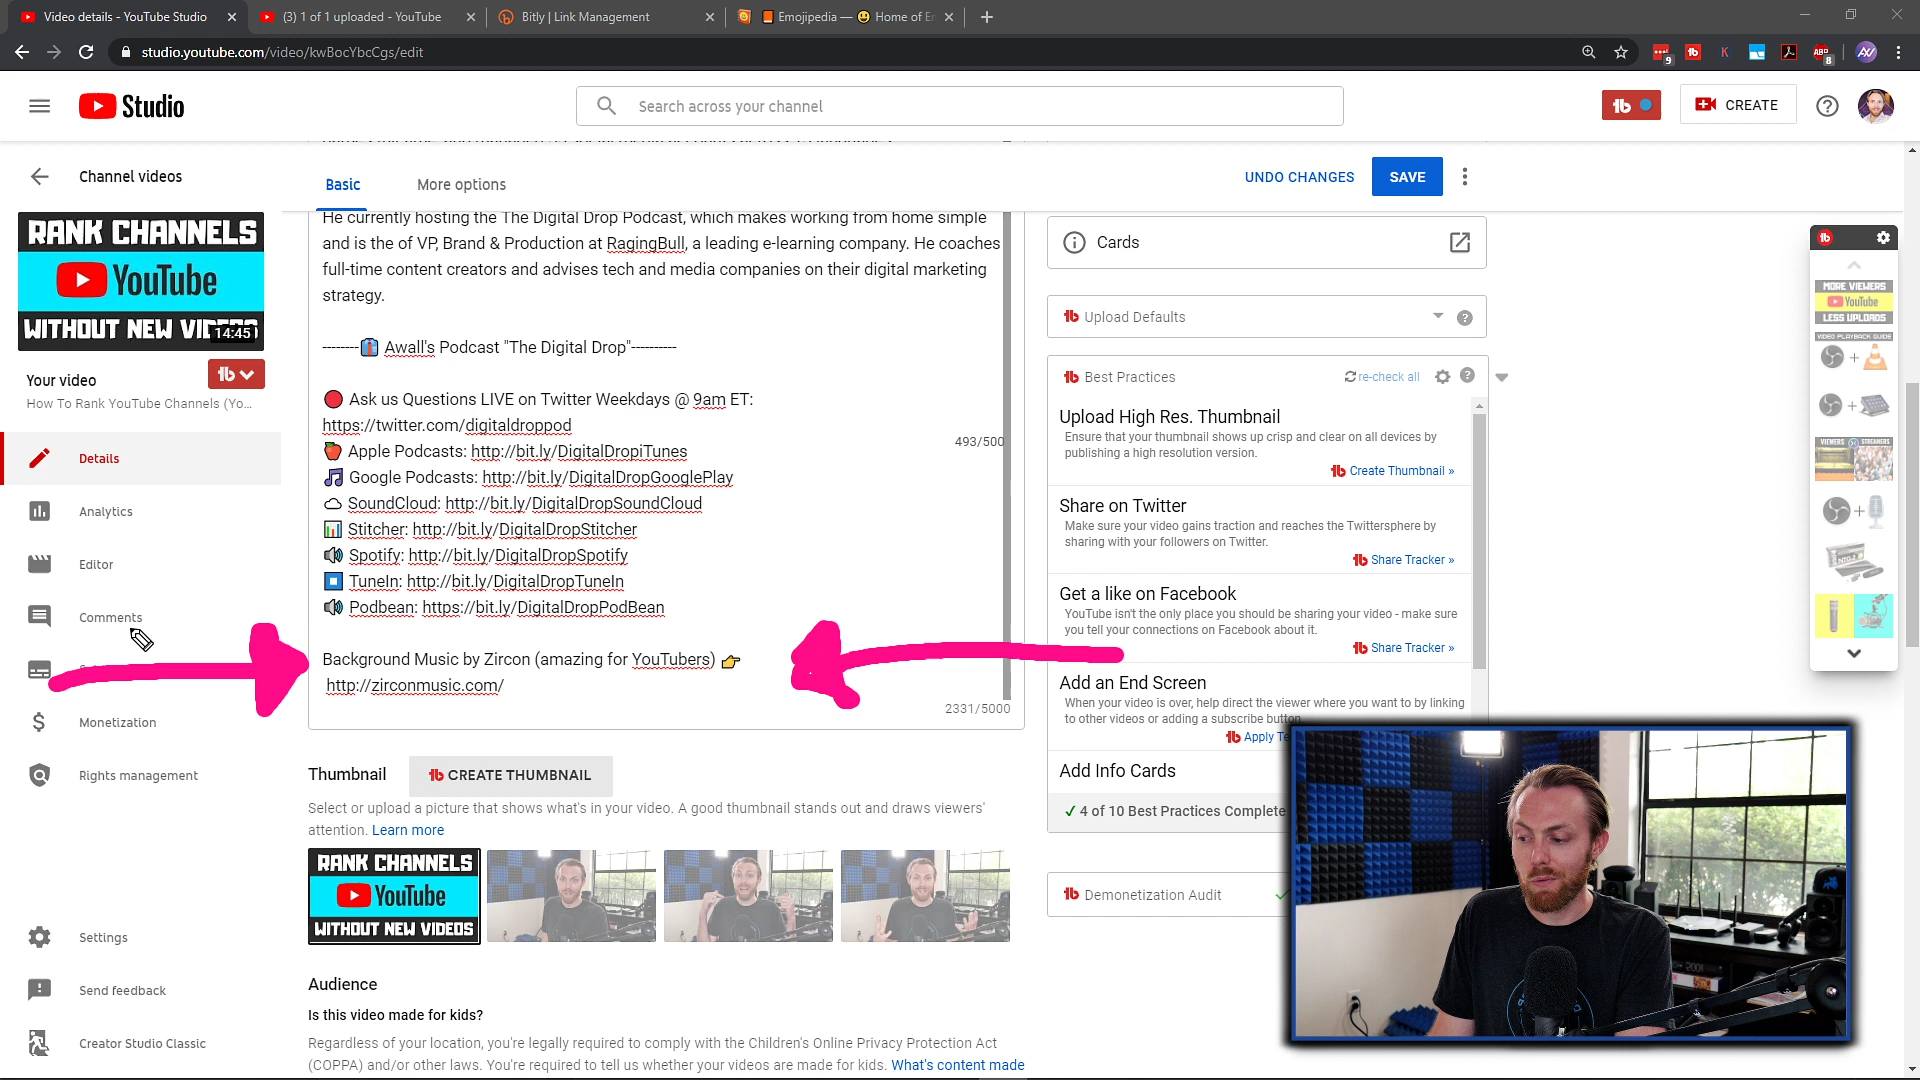 Video details - YouTube Studio
(3) 1 of 1 uploaded - YouTube
Bitly | Link Management
Emojipedia — 😃 Home of E
studio.youtube.com/video/kwBocYbcCgs/edit
9
K
ABP
8
Studio
Search across your channel
CREATE
Channel videos
Basic
More options
UNDO CHANGES
SAVE
RANK CHANNELS
YouTube
WITHOUT NEW
14:45
Your video
How To Rank YouTube Channels (Yo...
Details
Analytics
Editor
Comments
Monetization
Rights management
Settings
Send feedback
Creator Studio Classic
He currently hosting the The Digital Drop Podcast, which makes working from home simple
and is the of VP, Brand & Production at RagingBull, a leading e-learning company. He coaches
full-time content creators and advises tech and media companies on their digital marketing
strategy.
--------👔 Awall's Podcast "The Digital Drop"----------
🔴 Ask us Questions LIVE on Twitter Weekdays @ 9am ET:
https://twitter.com/digitaldroppod
🍎 Apple Podcasts: http://bit.ly/DigitalDropiTunes
🎵 Google Podcasts: http://bit.ly/DigitalDropGooglePlay
☁ SoundCloud: http://bit.ly/DigitalDropSoundCloud
📊 Stitcher: http://bit.ly/DigitalDropStitcher
🔊 Spotify: http://bit.ly/DigitalDropSpotify
⏹ TuneIn: http://bit.ly/DigitalDropTuneIn
🔊 Podbean: https://bit.ly/DigitalDropPodBean
493/500
Background Music by Zircon (amazing for YouTubers) 👉
http://zirconmusic.com/
2331/5000
Thumbnail
CREATE THUMBNAIL
Select or upload a picture that shows what's in your video. A good thumbnail stands out and draws viewers'
attention. Learn more
RANK CHANNELS
YouTube
WITHOUT NEW VIDEOS
Audience
Is this video made for kids?
Regardless of your location, you're legally required to comply with the Children's Online Privacy Protection Act
(COPPA) and/or other laws. You're required to tell us whether your videos are made for kids. What's content made
Cards
Upload Defaults
Best Practices
re-check all
Upload High Res. Thumbnail
Ensure that your thumbnail shows up crisp and clear on all devices by
publishing a high resolution version.
Create Thumbnail »
Share on Twitter
Make sure your video gains traction and reaches the Twittersphere by
sharing with your followers on Twitter.
Share Tracker »
Get a like on Facebook
YouTube isn't the only place you should be sharing your video - make sure
you tell your connections on Facebook about it.
Share Tracker »
Add an End Screen
When your video is over, help direct the viewer where you want to by linking
to other videos or adding a subscribe button.
Apply Te
Add Info Cards
✓ 4 of 10 Best Practices Complete
Demonetization Audit
MORE VIEWERS
YouTube
LESS UPLOADS
VIDEO PLAYBACK GUIDE
VIEWERS
STREAMERS